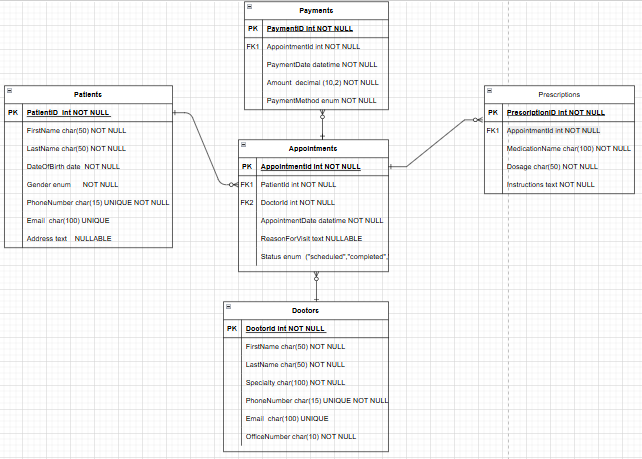 Payments
PK PaymentID int NOT NULL
FK1 AppointmentId int NOT NULL
PaymentDate datetime NOT NULL
Amount decimal (10,2) NOT NULL
PaymentMethod enum NOT NULL
Patients
PK PatientID int NOT NULL
FirstName char(50) NOT NULL
LastName char(50) NOT NULL
DateOfBirth date NOT NULL
Gender enum NOT NULL
PhoneNumber char(15) UNIQUE NOT NULL
Email char(100) UNIQUE
Address text NULLABLE
Prescriptions
PK PrescriptionID int NOT NULL
FK1 AppointmentId int NOT NULL
MedicationName char(100) NOT NULL
Dosage char(50) NOT NULL
Instructions text NOT NULL
Appointments
PK AppointmentId int NOT NULL
FK1 PatientId int NOT NULL
FK2 DoctorId int NOT NULL
AppointmentDate datetime NOT NULL
ReasonForVisit text NULLABLE
Status enum ("scheduled","completed",
Doctors
PK DoctorId int NOT NULL
FirstName char(50) NOT NULL
LastName char(50) NOT NULL
Specialty char(100) NOT NULL
PhoneNumber char(15) UNIQUE NOT NULL
Email char(100) UNIQUE
OfficeNumber char(10) NOT NULL